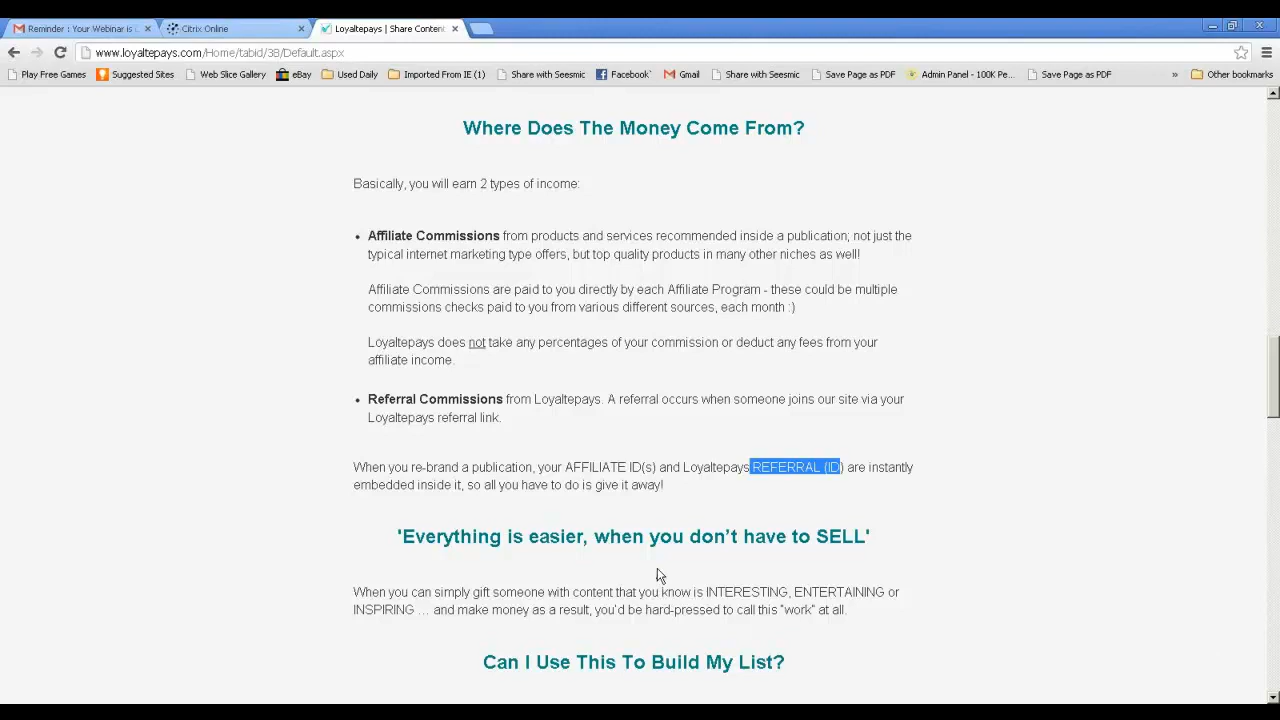 Reminder : Your Webinar is
Citrix Online
Loyaltepays | Share Content
www.loyaltepays.com/Home/tabid/38/Default.aspx
Play Free Games
Suggested Sites
Web Slice Gallery
eBay
Used Daily
Imported From IE (1)
Share with Seesmic
Facebook
Gmail
Share with Seesmic
Save Page as PDF
Admin Panel - 100K Pe...
Save Page as PDF
»
Other bookmarks
Where Does The Money Come From?
Basically, you will earn 2 types of income:
• Affiliate Commissions from products and services recommended inside a publication; not just the
typical internet marketing type offers, but top quality products in many other niches as well!
Affiliate Commissions are paid to you directly by each Affiliate Program - these could be multiple
commissions checks paid to you from various different sources, each month :)
Loyaltepays does not take any percentages of your commission or deduct any fees from your
affiliate income.
• Referral Commissions from Loyaltepays. A referral occurs when someone joins our site via your
Loyaltepays referral link.
When you re-brand a publication, your AFFILIATE ID(s) and Loyaltepays REFERRAL (ID) are instantly
embedded inside it, so all you have to do is give it away!
'Everything is easier, when you don’t have to SELL'
When you can simply gift someone with content that you know is INTERESTING, ENTERTAINING or
INSPIRING ... and make money as a result, you’d be hard-pressed to call this "work" at all.
Can I Use This To Build My List?